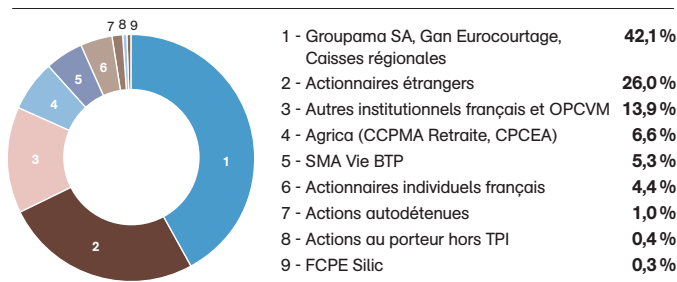 7 8 9
6
5
4
3
2
1
1 - Groupama SA, Gan Eurocourtage, 42,1 %
Caisses régionales
2 - Actionnaires étrangers 26,0 %
3 - Autres institutionnels français et OPCVM 13,9 %
4 - Agrica (CCPMA Retraite, CPCEA) 6,6 %
5 - SMA Vie BTP 5,3 %
6 - Actionnaires individuels français 4,4 %
7 - Actions autodétenues 1,0 %
8 - Actions au porteur hors TPI 0,4 %
9 - FCPE Silic 0,3 %